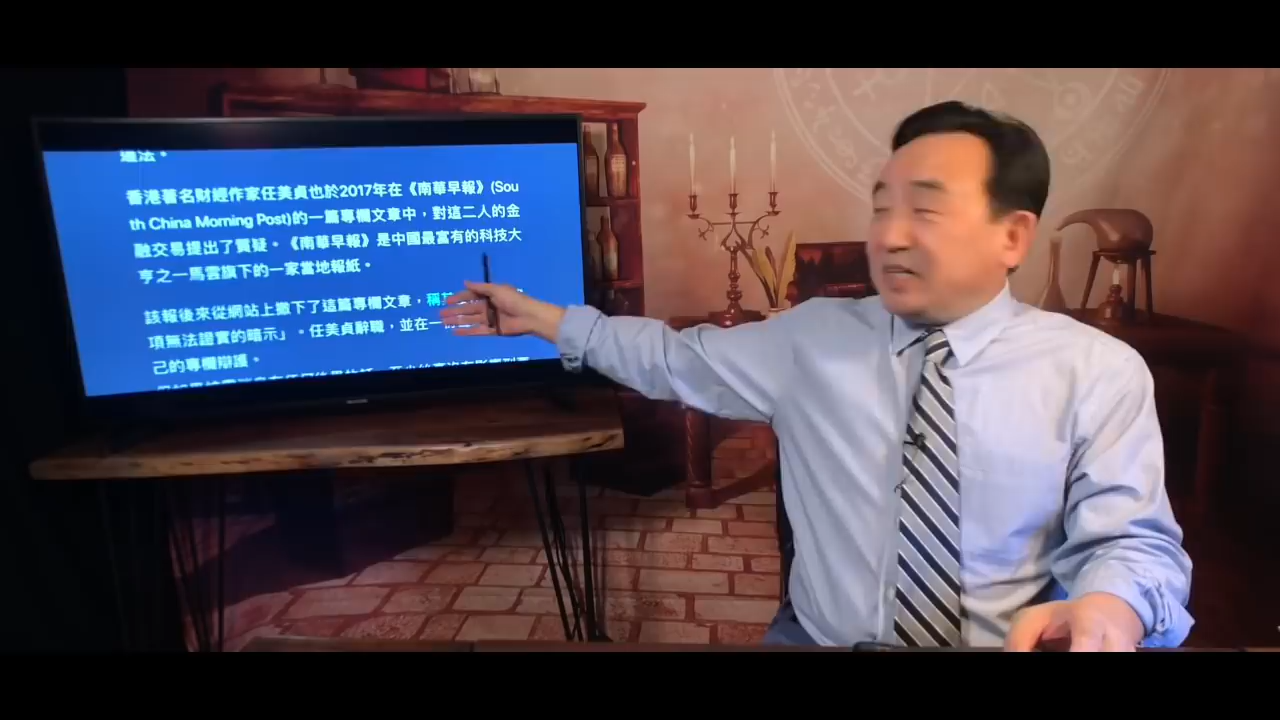 遵法。
香港著名財經作家任美貞也於2017年在《南華早報》(Sou
th China Morning Post)的一篇專欄文章中,對這二人的金
融交易提出了質疑。《南華早報》是中國最富有的科技大
亨之一馬雲旗下的一家當地報紙。
該報後來從網站上撤下了這篇專欄文章,稱其
項無法證實的暗示」。任美貞辭職,並在一
己的專欄辯護。